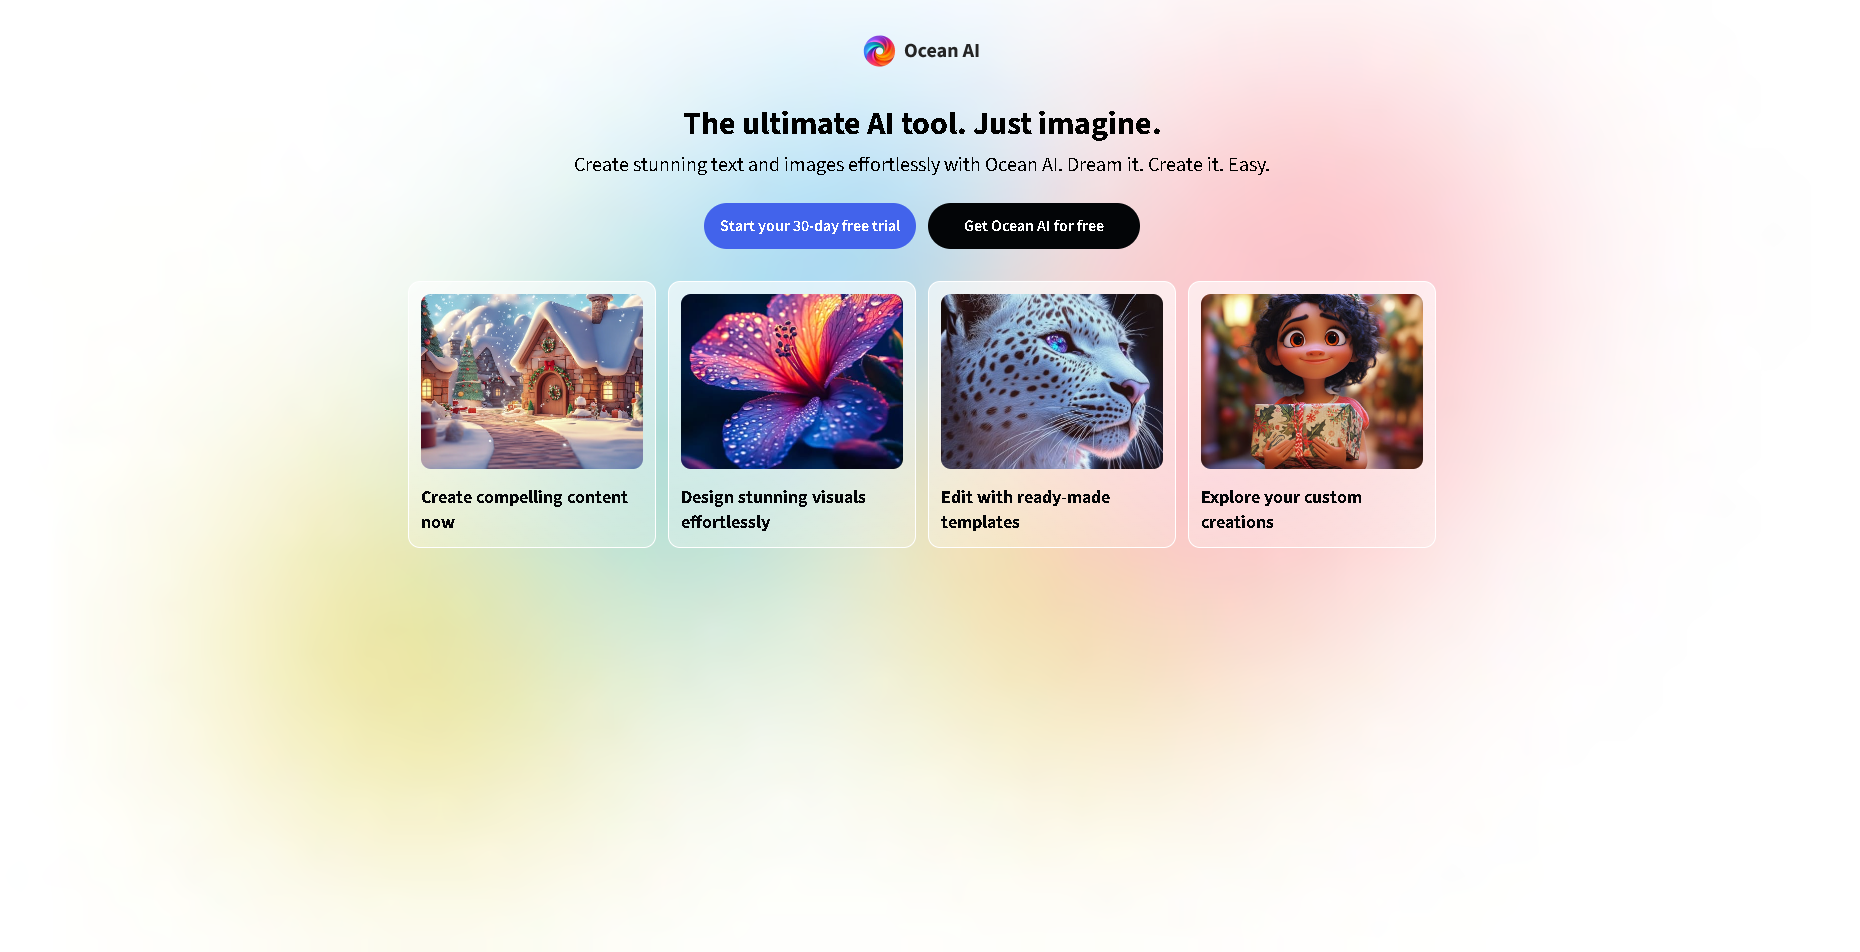 Ocean AI
The ultimate AI tool. Just imagine.
Create stunning text and images effortlessly with Ocean AI. Dream it. Create it. Easy.
Start your 30-day free trial
Get Ocean AI for free
Create compelling content
now
Design stunning visuals
effortlessly
Edit with ready-made
templates
Explore your custom
creations